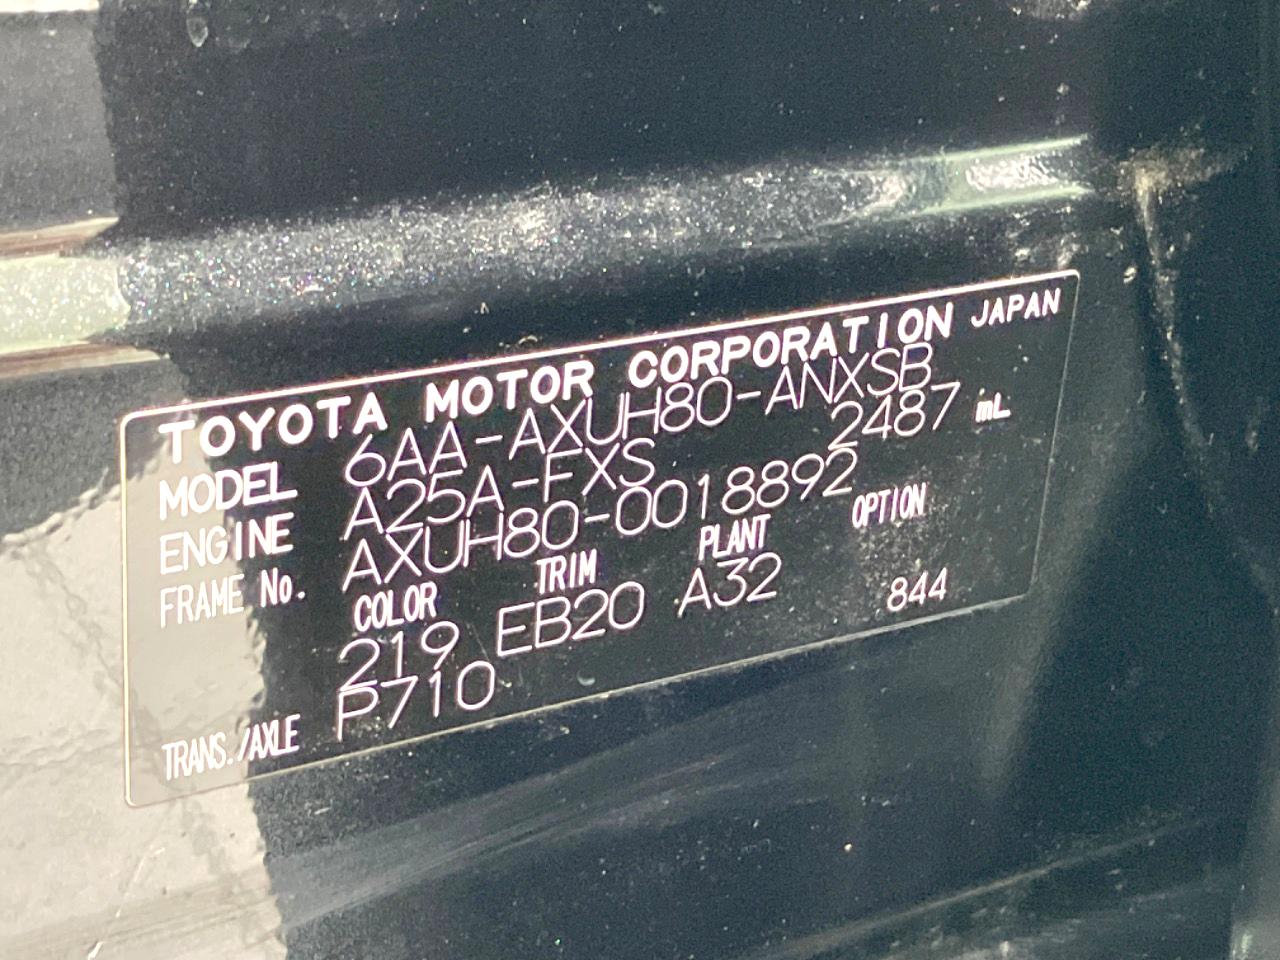 TOYOTA MOTOR CORPORATION JAPAN
MODEL 6AA-AXUH80-ANXSB
ENGINE A25A-FXS 2487 mL
FRAME No. AXUH80-0018892
COLOR TRIM PLANT OPTION
219 EB20 A32 844
TRANS./AXLE P710